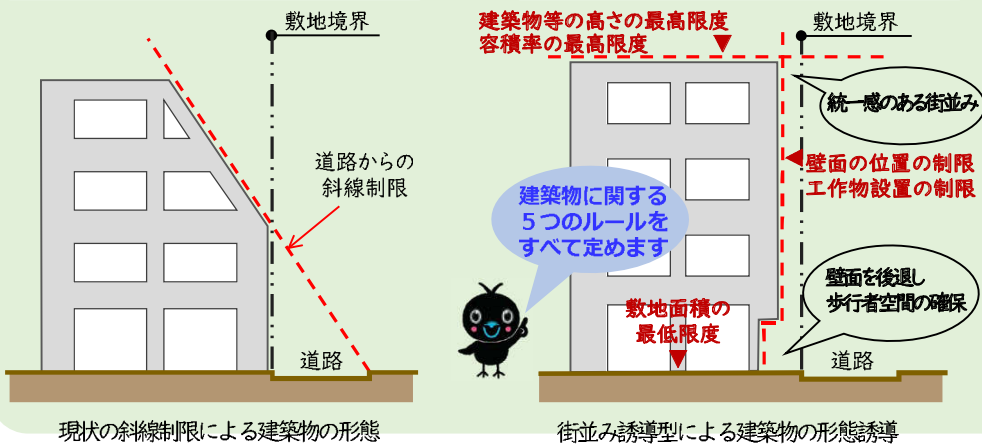 敷地境界
道路からの
斜線制限
道路
現状の斜線制限による建築物の形態
建築物等の高さの最高限度
容積率の最高限度
敷地境界
統一感のある街並み
壁面の位置の制限
工作物設置の制限
建築物に関する
5つのルールを
すべて定めます
壁面を後退し
歩行者空間の確保
敷地面積の
最低限度
道路
街並み誘導型による建築物の形態誘導